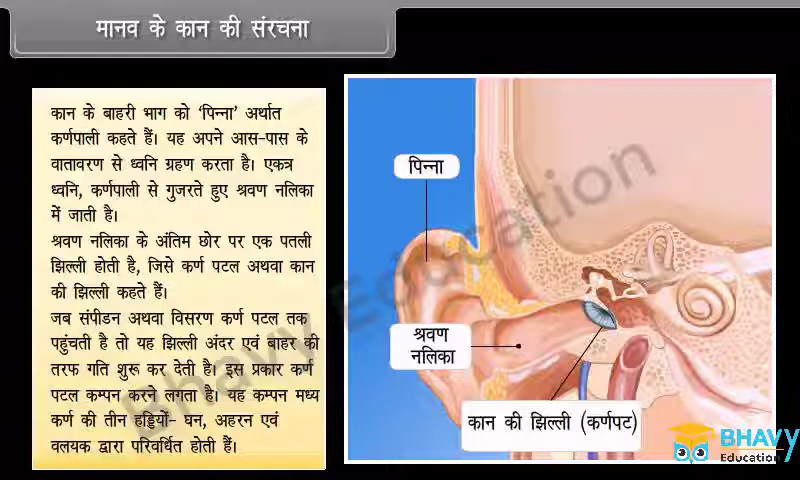 मानव के कान की संरचना
कान के बाहरी भाग को 'पिन्ना' अर्थात
कर्णपाली कहते हैं। यह अपने आस-पास के
वातावरण से ध्वनि ग्रहण करता है। एकत्र
ध्वनि, कर्णपाली से गुजरते हुए श्रवण नलिका
में जाती है।
श्रवण नलिका के अंतिम छोर पर एक पतली
झिल्ली होती है, जिसे कर्ण पटल अथवा कान
की झिल्ली कहते हैं।
जब संपीडन अथवा विसरण कर्ण पटल तक
पहुंचती है तो यह झिल्ली अंदर एवं बाहर की
तरफ गति शुरू कर देती है। इस प्रकार कर्ण
पटल कम्पन करने लगता है। यह कम्पन मध्य
कर्ण की तीन हड्डियों- घन, अहरन एवं
वलयक द्वारा परिवर्धित होती हैं।
पिन्ना
श्रवण
नलिका
कान की झिल्ली (कर्णपट)
Bhavy Education
BHAVY
Education